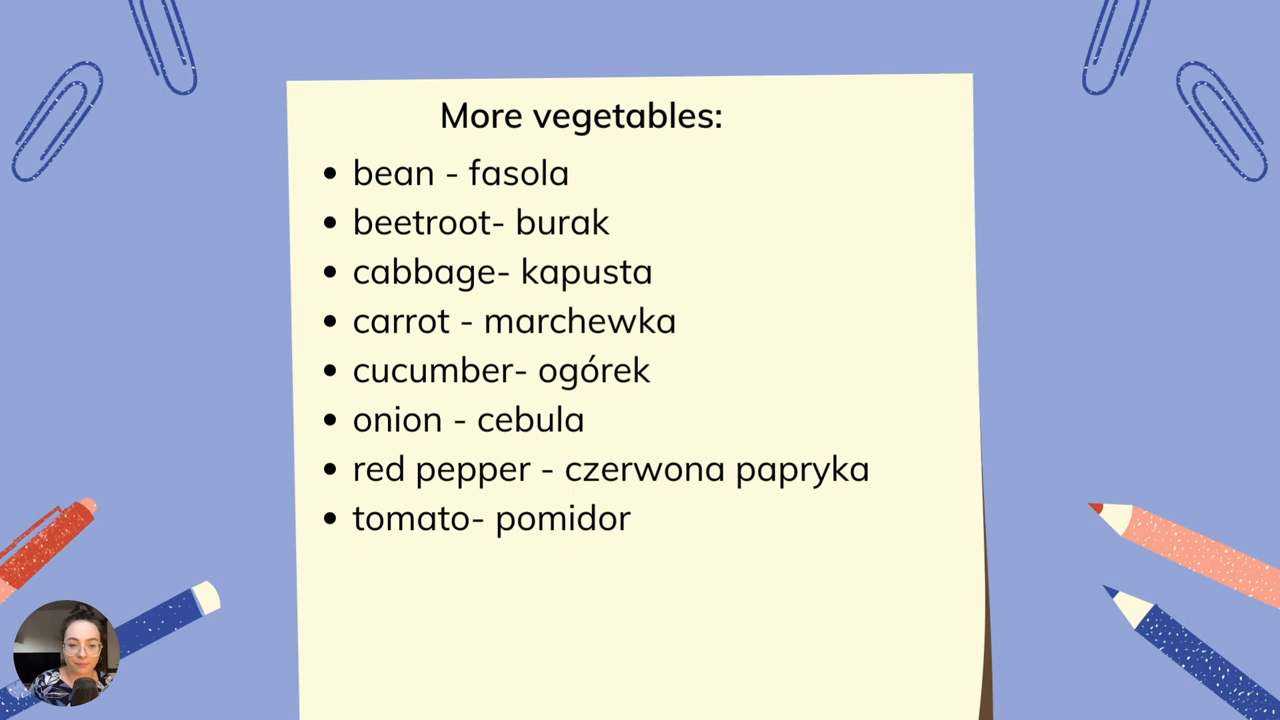 More vegetables:
• bean - fasola
• beetroot- burak
• cabbage- kapusta
• carrot - marchewka
• cucumber- ogórek
• onion - cebula
• red pepper - czerwona papryka
• tomato- pomidor